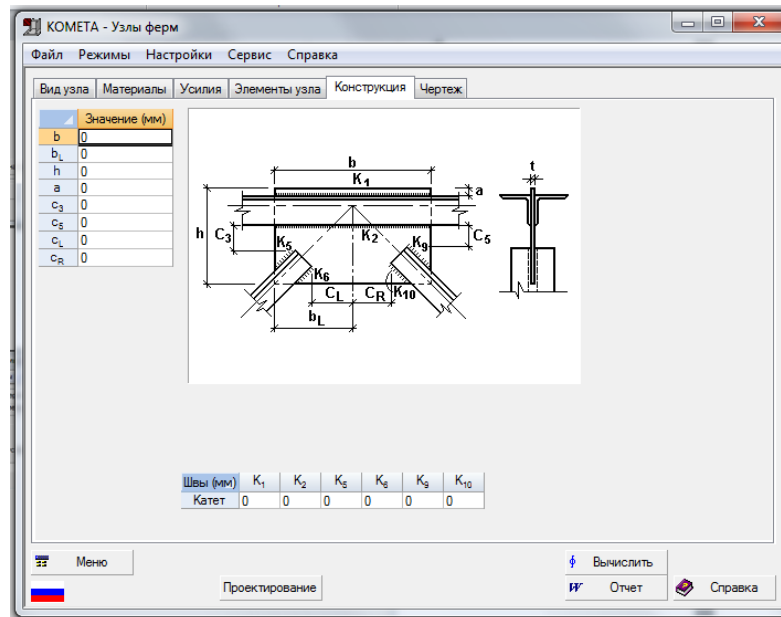 КОМЕТА - Узлы ферм
Файл Режимы Настройки Сервис Справка
Вид узла Материалы Усилия Элементы узла Конструкция Чертеж
Значение (мм)
b 0
bL 0
h 0
a 0
c3 0
c5 0
cL 0
cR 0
b
K1
a
t
h
C3
K5
K2
K9
C5
K6
CL
CR
K10
bL
Швы (мм) K1 K2 K5 K6 K9 K10
Катет 0 0 0 0 0 0
Меню
Вычислить
Проектирование
W Отчет
Справка